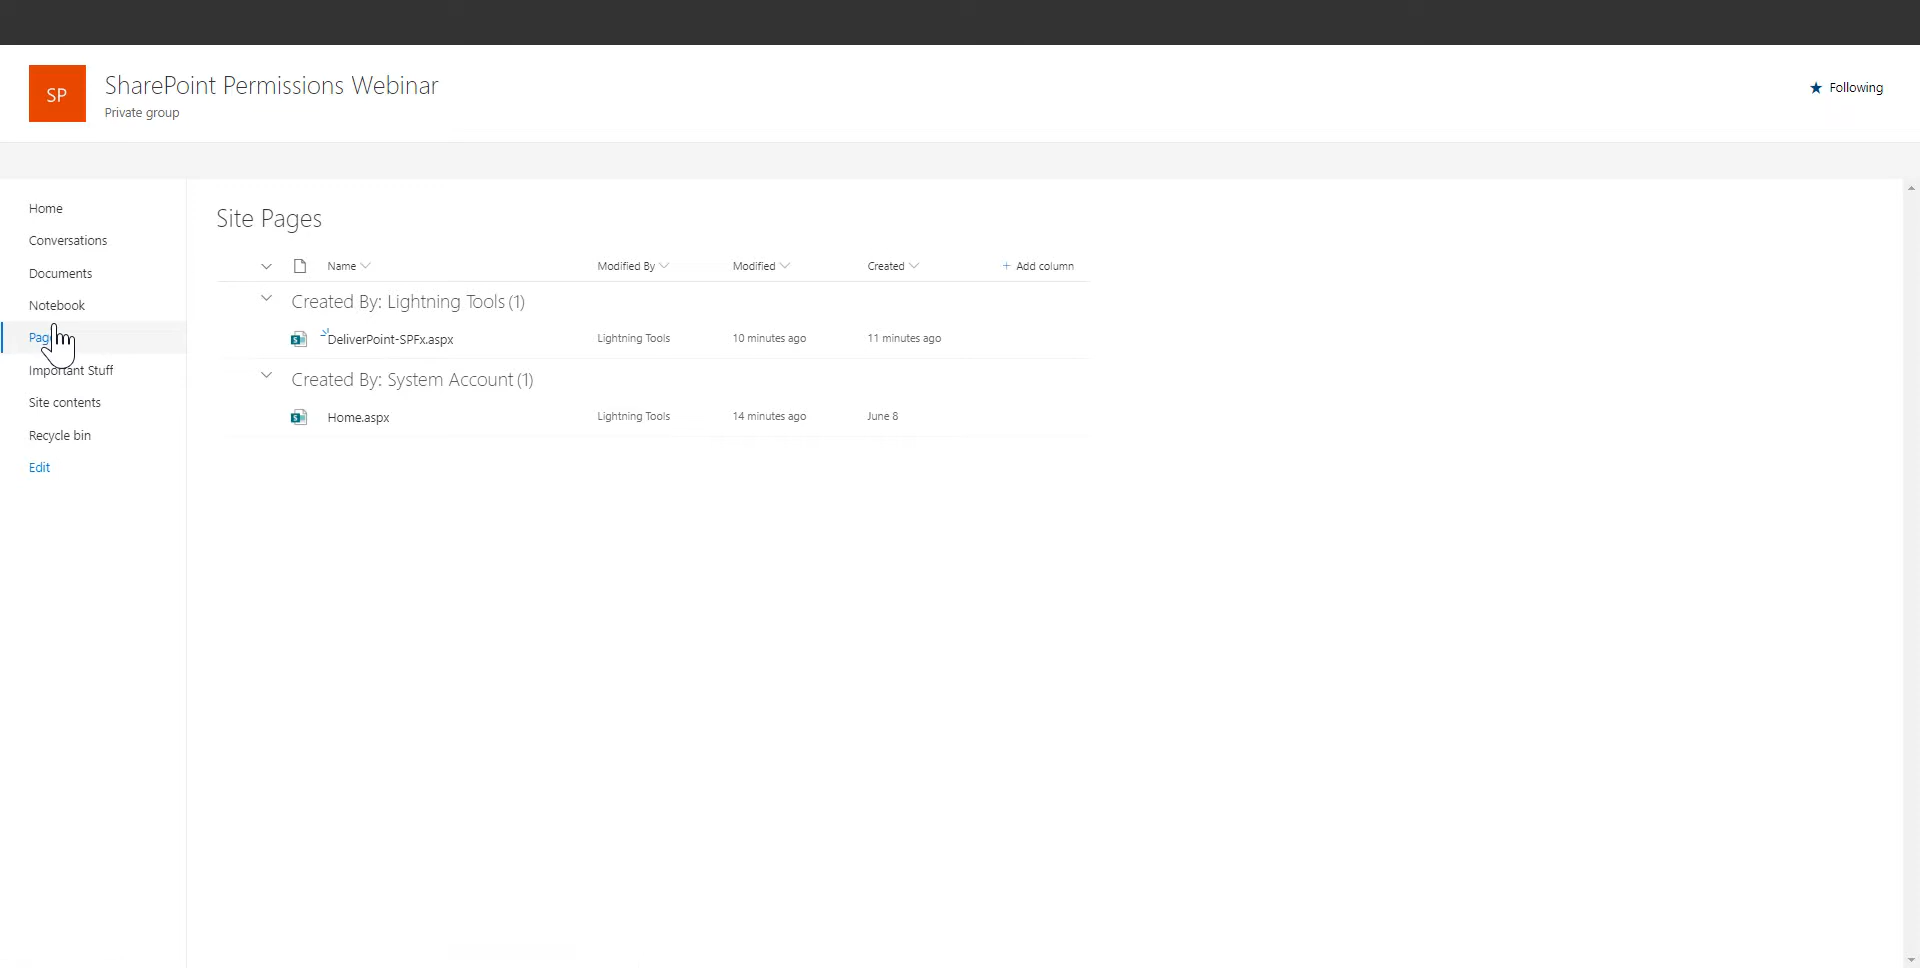 SP
SharePoint Permissions Webinar
Private group
Following
Home
Conversations
Documents
Notebook
Important Stuff
Site contents
Recycle bin
Edit
Site Pages
Name Modified By Modified Created + Add column
Created By: Lightning Tools (1)
DeliverPoint-SPFx.aspx Lightning Tools 10 minutes ago 11 minutes ago
Created By: System Account (1)
Home.aspx Lightning Tools 14 minutes ago June 8